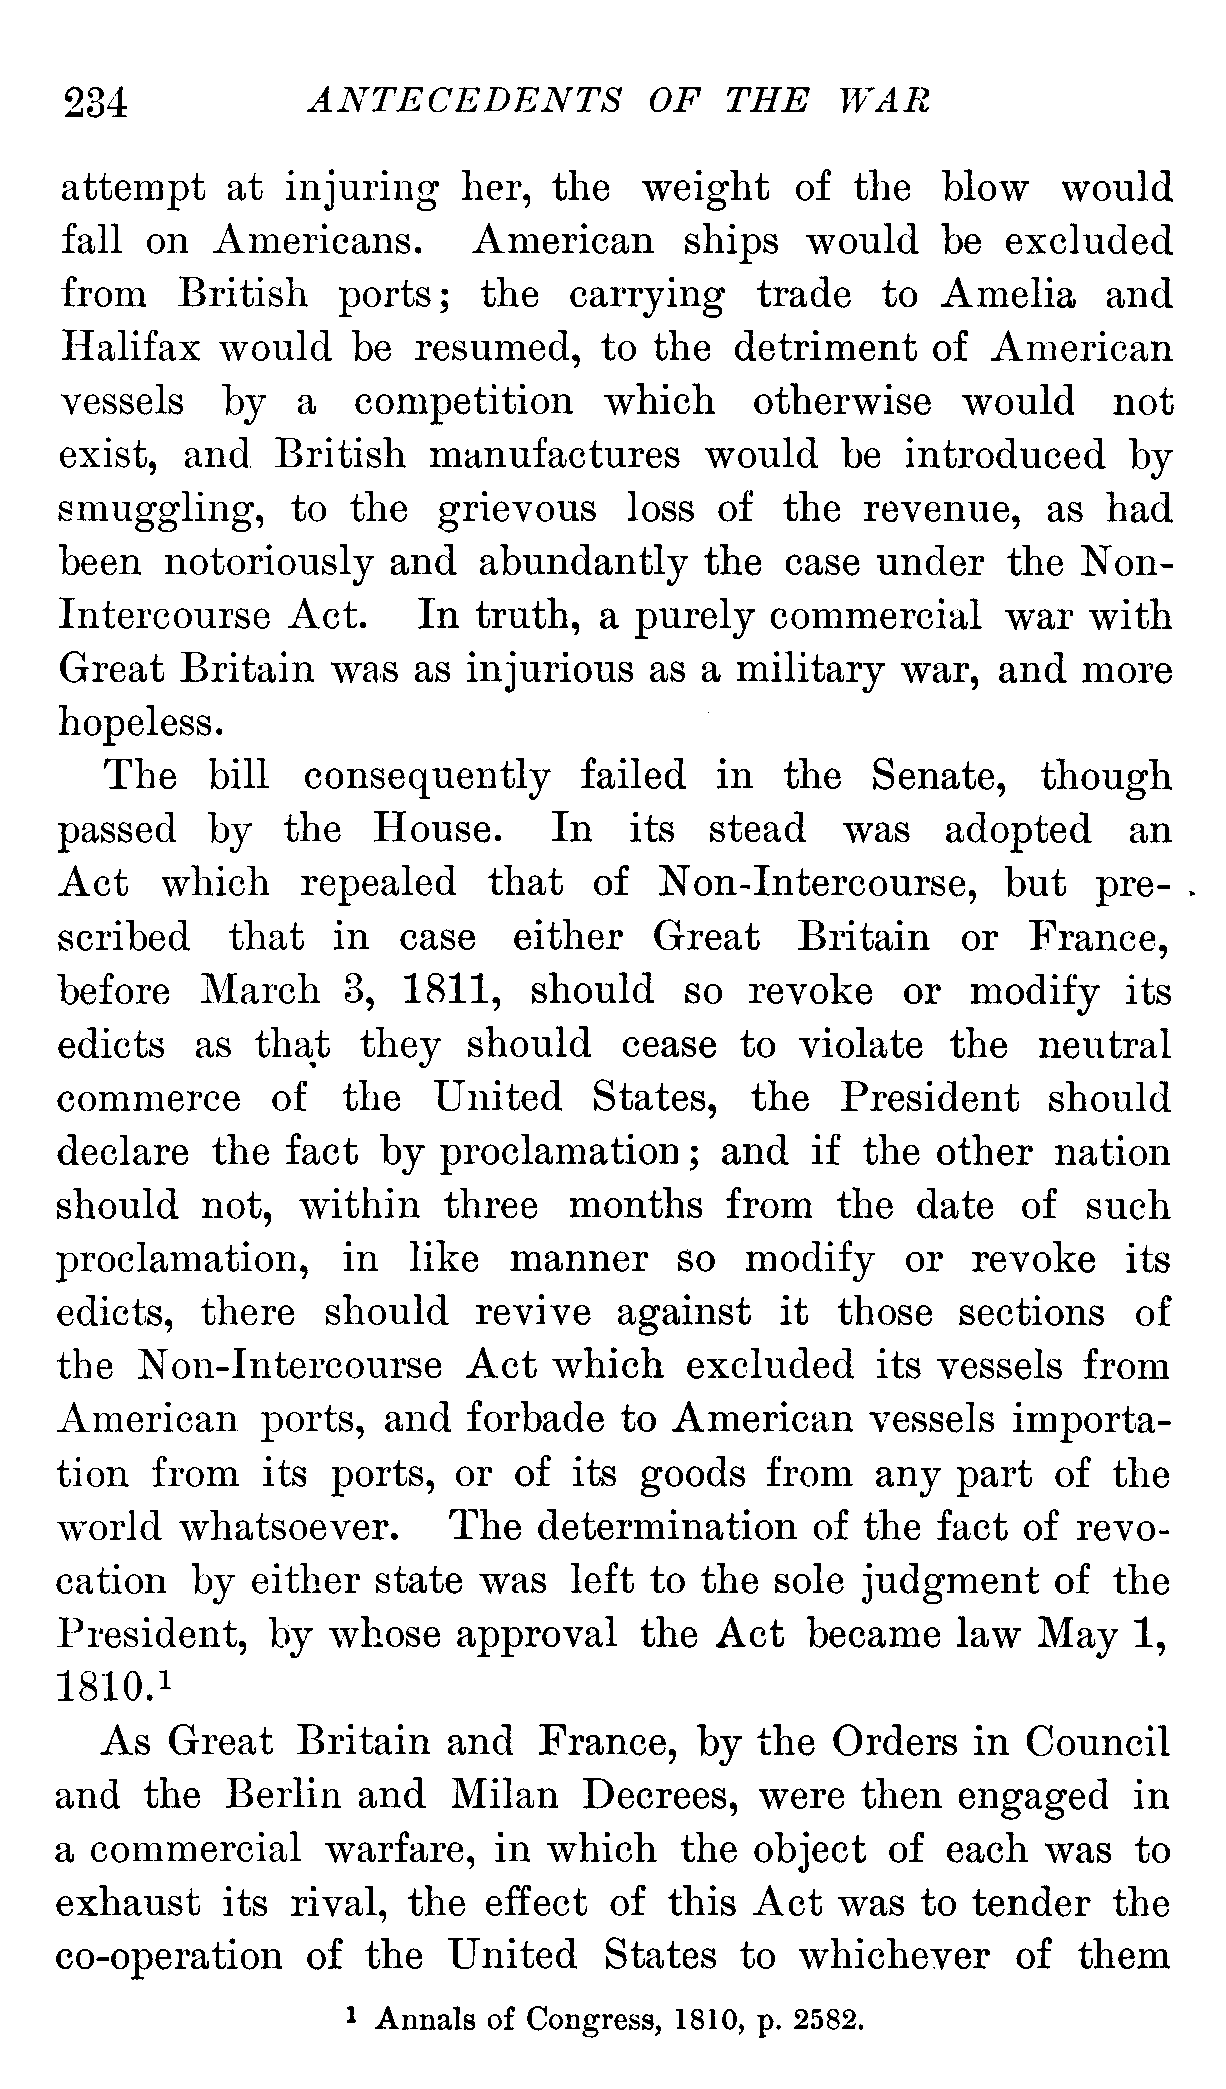 234 ANTECEDENTS OF THE WAR
attempt at injuring her, the weight of the blow would
fall on Americans. American ships would be excluded
from British ports; the carrying trade to Amelia and
Halifax would be resumed, to the detriment of American
vessels by a competition which otherwise would not
exist, and British manufactures would be introduced by
smuggling, to the grievous loss of the revenue, as had
been notoriously and abundantly the case under the Non-
Intercourse Act. In truth, a purely commercial war with
Great Britain was as injurious as a military war, and more
hopeless.
The bill consequently failed in the Senate, though
passed by the House. In its stead was adopted an
Act which repealed that of Non-Intercourse, but pre-
scribed that in case either Great Britain or France,
before March 3, 1811, should so revoke or modify its
edicts as that they should cease to violate the neutral
commerce of the United States, the President should
declare the fact by proclamation; and if the other nation
should not, within three months from the date of such
proclamation, in like manner so modify or revoke its
edicts, there should revive against it those sections of
the Non-Intercourse Act which excluded its vessels from
American ports, and forbade to American vessels importa-
tion from its ports, or of its goods from any part of the
world whatsoever. The determination of the fact of revo-
cation by either state was left to the sole judgment of the
President, by whose approval the Act became law May 1,
1810.¹
As Great Britain and France, by the Orders in Council
and the Berlin and Milan Decrees, were then engaged in
a commercial warfare, in which the object of each was to
exhaust its rival, the effect of this Act was to tender the
co-operation of the United States to whichever of them
¹ Annals of Congress, 1810, p. 2582.